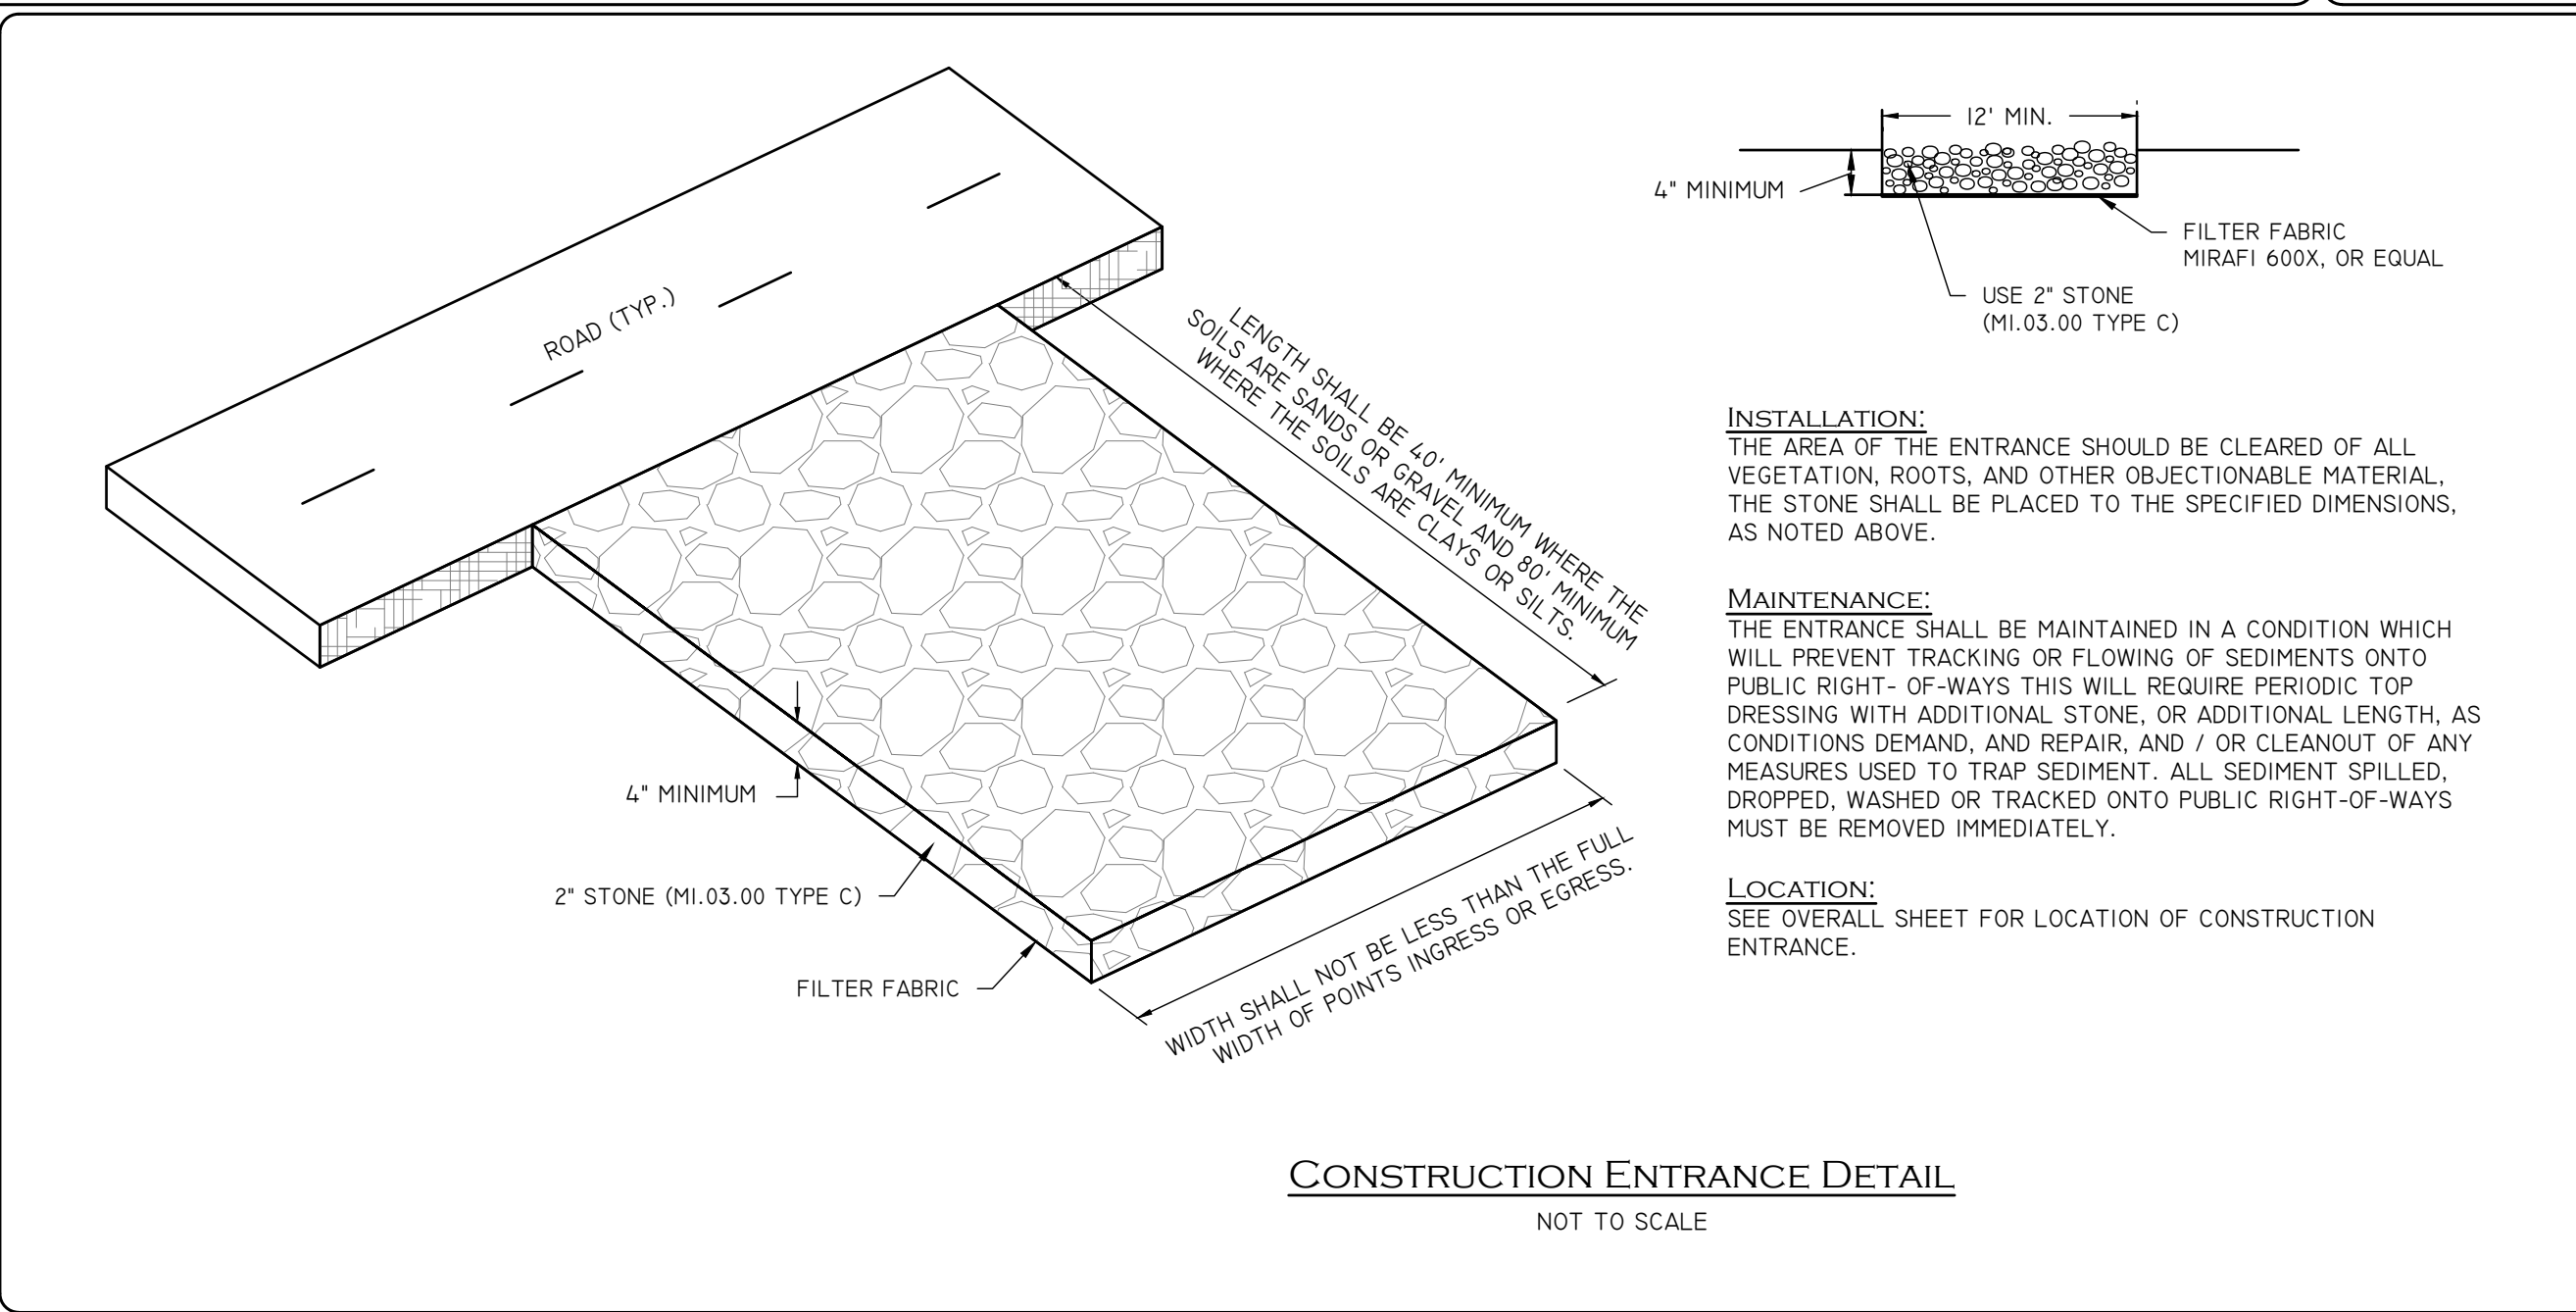 ROAD (TYP.)
LENGTH SHALL BE 40' MINIMUM WHERE THE
SOILS ARE SANDS OR GRAVEL AND 80' MINIMUM
WHERE THE SOILS ARE CLAYS OR SILTS.
4" MINIMUM
2" STONE (M1.03.00 TYPE C)
FILTER FABRIC
WIDTH SHALL NOT BE LESS THAN THE FULL
WIDTH OF POINTS INGRESS OR EGRESS.
12' MIN.
4" MINIMUM
FILTER FABRIC
MIRAFI 600X, OR EQUAL
USE 2" STONE
(M1.03.00 TYPE C)
INSTALLATION:
THE AREA OF THE ENTRANCE SHOULD BE CLEARED OF ALL
VEGETATION, ROOTS, AND OTHER OBJECTIONABLE MATERIAL,
THE STONE SHALL BE PLACED TO THE SPECIFIED DIMENSIONS,
AS NOTED ABOVE.
MAINTENANCE:
THE ENTRANCE SHALL BE MAINTAINED IN A CONDITION WHICH
WILL PREVENT TRACKING OR FLOWING OF SEDIMENTS ONTO
PUBLIC RIGHT- OF-WAYS THIS WILL REQUIRE PERIODIC TOP
DRESSING WITH ADDITIONAL STONE, OR ADDITIONAL LENGTH, AS
CONDITIONS DEMAND, AND REPAIR, AND / OR CLEANOUT OF ANY
MEASURES USED TO TRAP SEDIMENT. ALL SEDIMENT SPILLED,
DROPPED, WASHED OR TRACKED ONTO PUBLIC RIGHT-OF-WAYS
MUST BE REMOVED IMMEDIATELY.
LOCATION:
SEE OVERALL SHEET FOR LOCATION OF CONSTRUCTION
ENTRANCE.
CONSTRUCTION ENTRANCE DETAIL
NOT TO SCALE